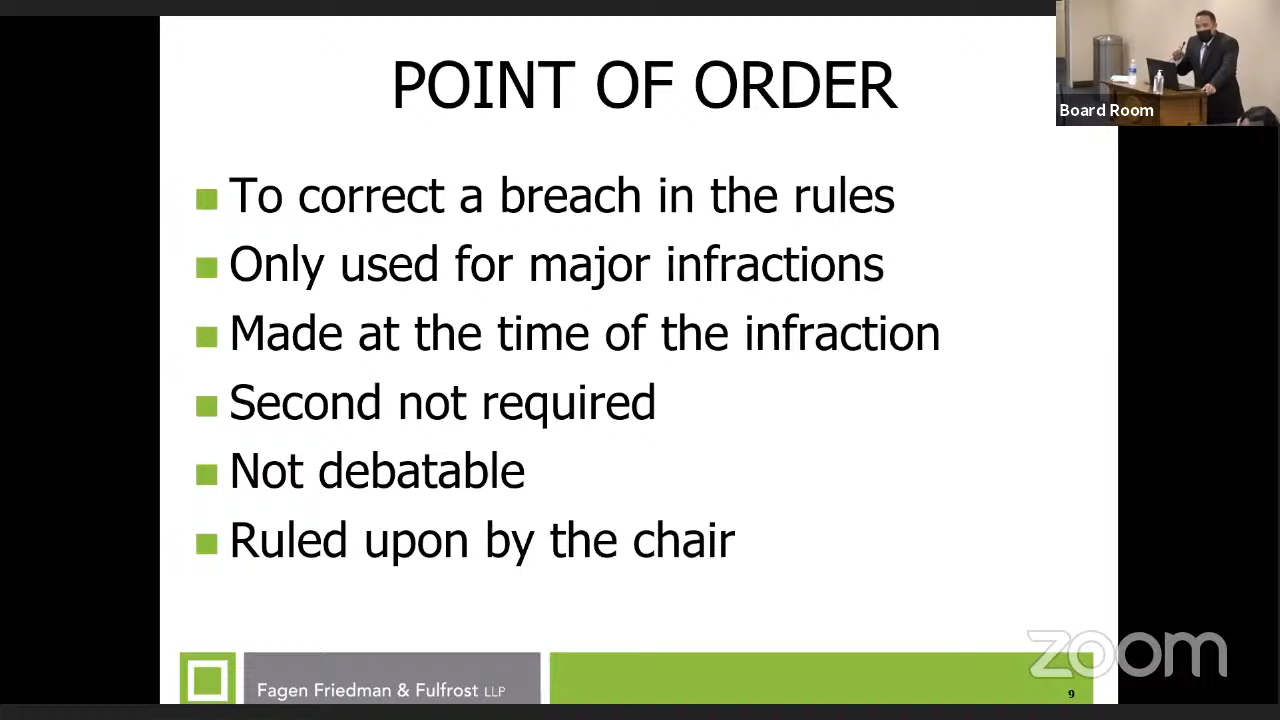 POINT OF ORDER
Board Room
To correct a breach in the rules
Only used for major infractions
Made at the time of the infraction
Second not required
Not debatable
Ruled upon by the chair
Fagen Friedman & Fulfrost LLP
9
zoom